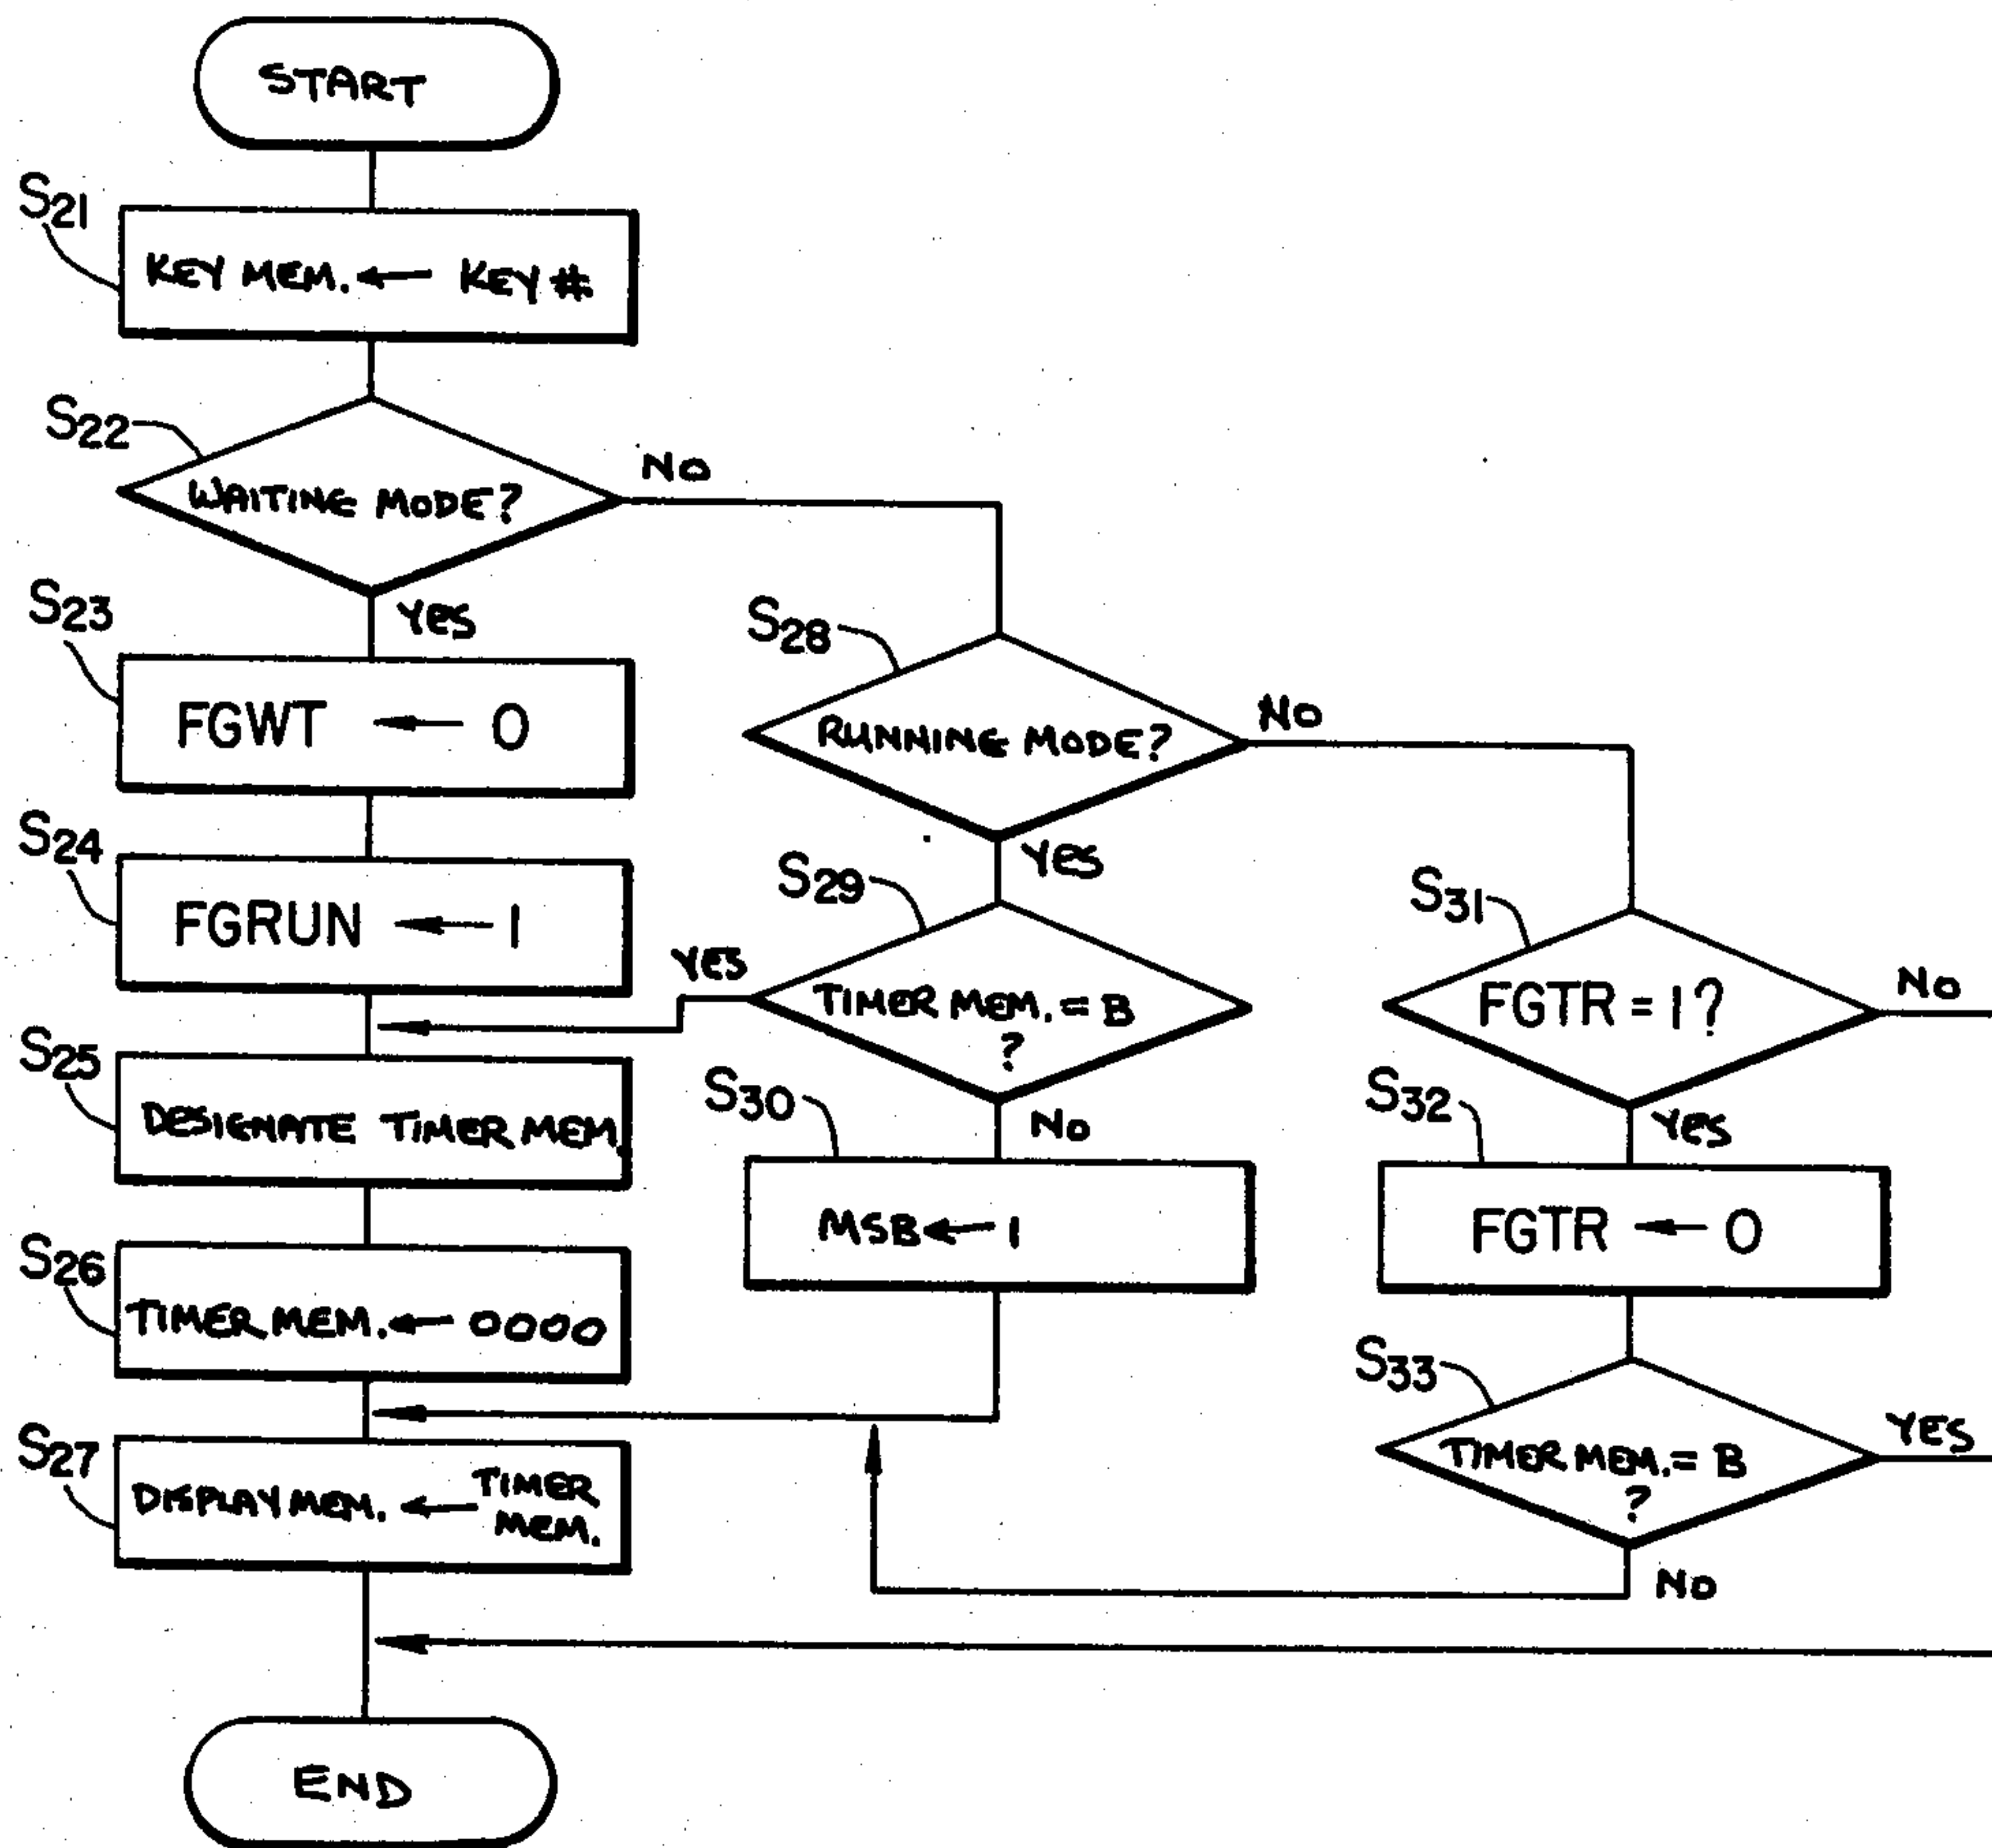 START
S21
KEY MEM. ← KEY #
S22
WAITING MODE?
NO
YES
S23
FGWT ← 0
S24
FGRUN ← 1
S25
DESIGNATE TIMER MEM.
S26
TIMER MEM. ← 0000
S27
DISPLAY MEM. ← TIMER
MEM.
END
S28
RUNNING MODE?
NO
YES
S29
YES
TIMER MEM. = B
?
NO
S30
MSB ← 1
S31
FGTR = 1?
NO
YES
S32
FGTR ← 0
S33
TIMER MEM. = B
?
YES
NO